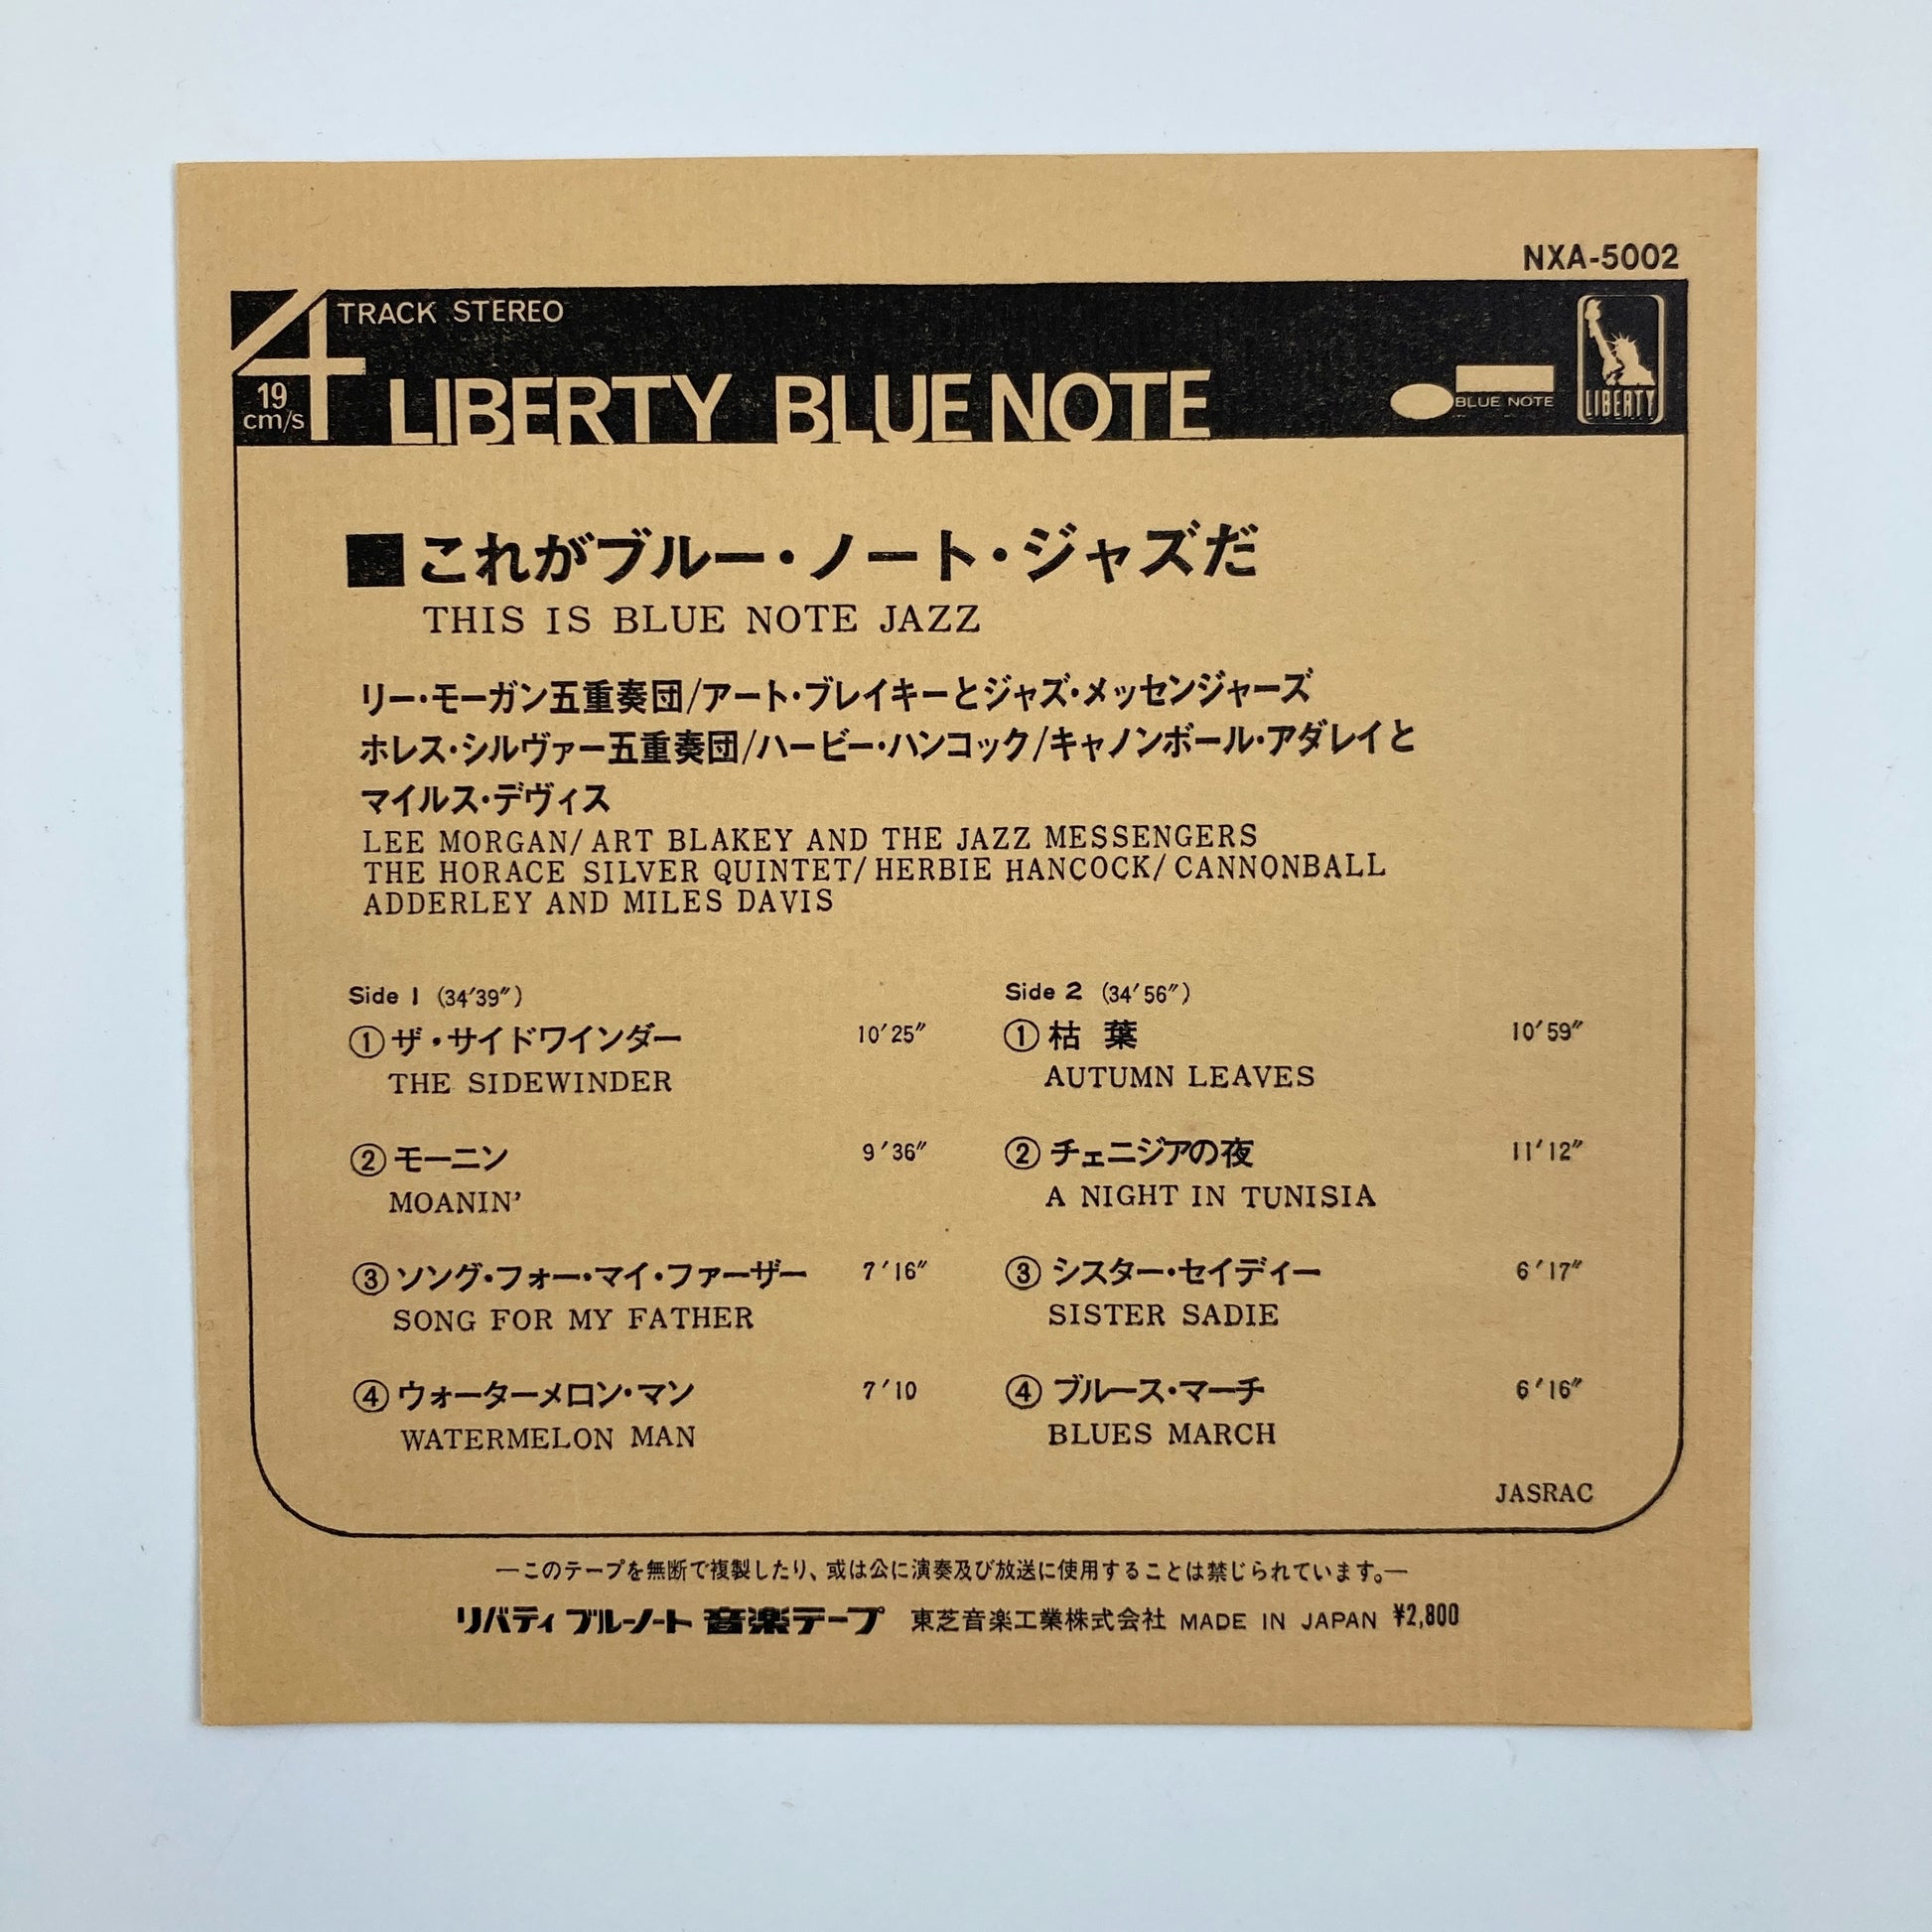 NXA-5002
4 TRACK STEREO
19 cm/s
LIBERTY BLUE NOTE
BLUE NOTE
LIBERTY
■これがブルー・ノート・ジャズだ
THIS IS BLUE NOTE JAZZ
リー・モーガン五重奏団/アート・ブレイキーとジャズ・メッセンジャーズ
ホレス・シルヴァー五重奏団/ハービー・ハンコック/キャノンボール・アダレイと
マイルス・デヴィス
LEE MORGAN/ART BLAKEY AND THE JAZZ MESSENGERS
THE HORACE SILVER QUINTET/HERBIE HANCOCK/CANNONBALL
ADDERLEY AND MILES DAVIS
Side 1 (34′39″)
①ザ・サイドワインダー 10′25″
THE SIDEWINDER
②モーニン 9′36″
MOANIN'
③ソング・フォー・マイ・ファーザー 7′16″
SONG FOR MY FATHER
④ウォーターメロン・マン 7′10
WATERMELON MAN
Side 2 (34′56″)
①枯 葉 10′59″
AUTUMN LEAVES
②チェニジアの夜 11′12″
A NIGHT IN TUNISIA
③シスター・セイディー 6′17″
SISTER SADIE
④ブルース・マーチ 6′16″
BLUES MARCH
JASRAC
―このテープを無断で複製したり、或は公に演奏及び放送に使用することは禁じられています。―
リバティ ブルーノート 音楽テープ 東芝音楽工業株式会社 MADE IN JAPAN ¥2,800